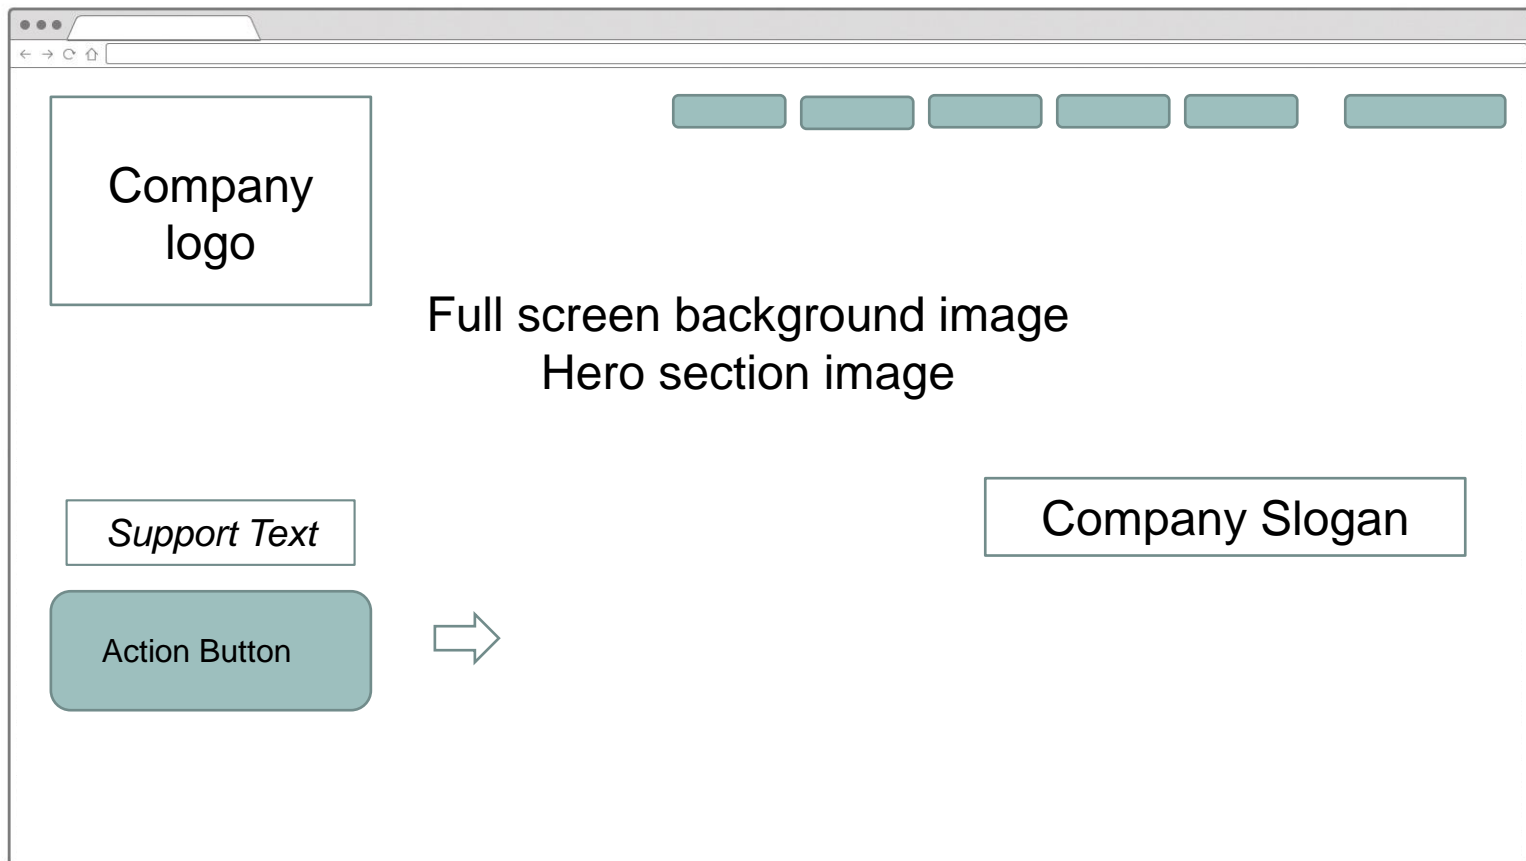 Company
logo
Full screen background image
Hero section image
Company Slogan
Support Text
Action Button